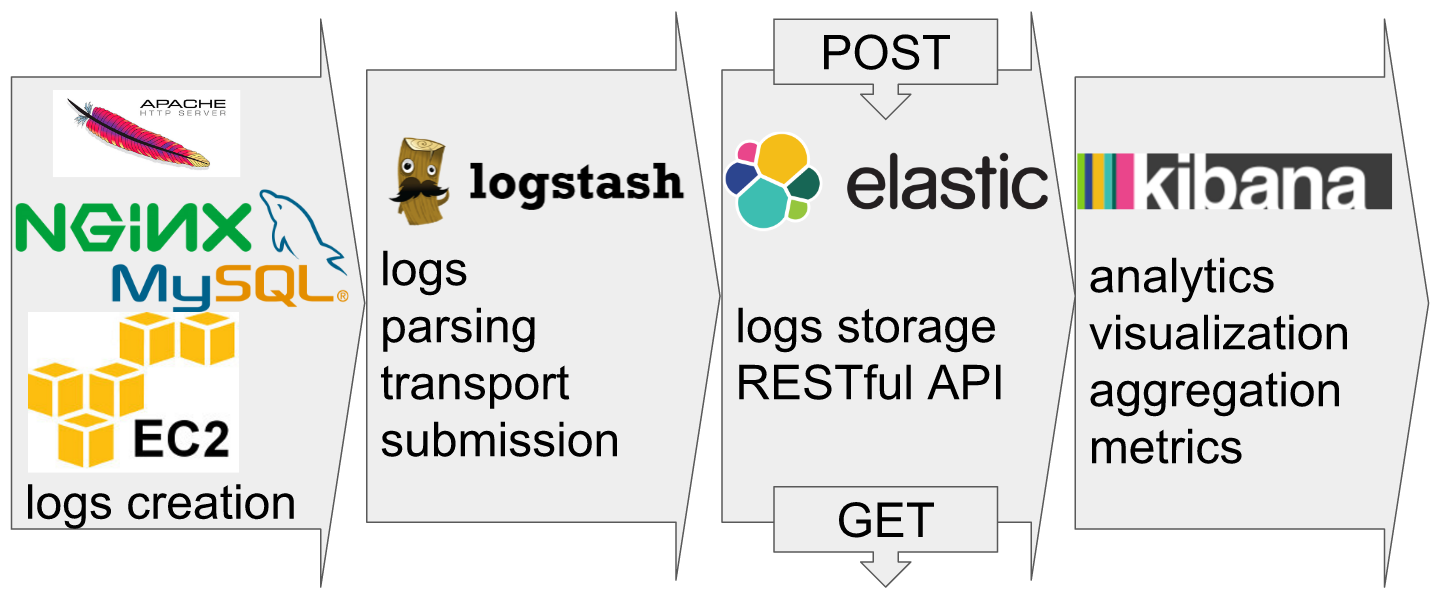 APACHE
HTTP SERVER
NGiNX
MySQL®
EC2
logs creation
logstash
logs
parsing
transport
submission
POST
elastic
logs storage
RESTful API
GET
kibana
analytics
visualization
aggregation
metrics